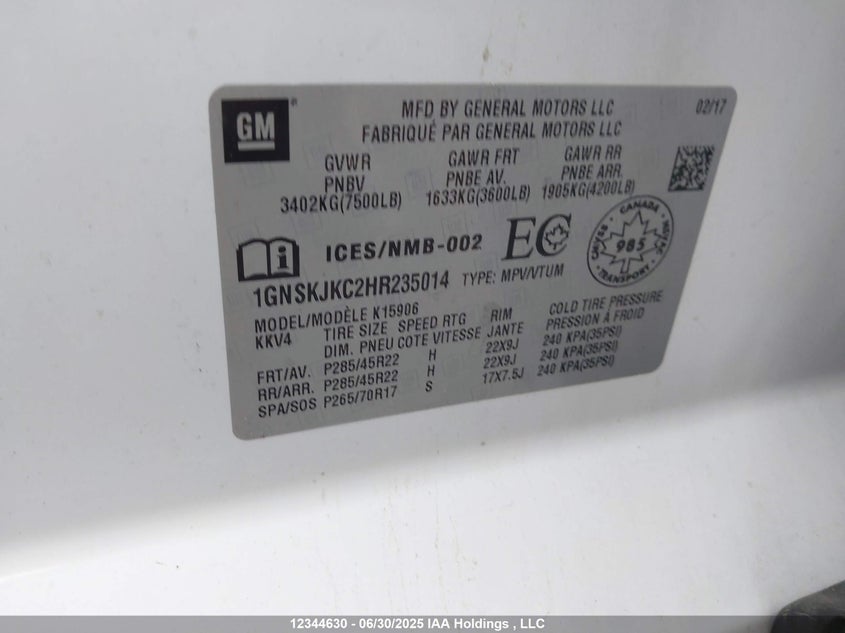 GM
®
MFD BY GENERAL MOTORS LLC
02/17
FABRIQUÉ PAR GENERAL MOTORS LLC
GVWR GAWR FRT GAWR RR
PNBV PNBE AV. PNBE ARR.
3402KG(7500LB) 1633KG(3600LB) 1905KG(4200LB)
i ICES/NMB-002 EC
CANADA
985
TRANSPORT
1GNSKJKC2HR235014 TYPE: MPV/VTUM
MODEL/MODÈLE K15906
KKV4 TIRE SIZE SPEED RTG RIM COLD TIRE PRESSURE
DIM. PNEU COTE VITESSE JANTE PRESSION A FROID
FRT/AV. P285/45R22 H 22X9J 240 KPA(35PSI)
RR/ARR. P285/45R22 H 22X9J 240 KPA(35PSI)
SPA/SOS P265/70R17 S 17X7.5J 240 KPA(35PSI)
12344630 - 06/30/2025 IAA Holdings , LLC